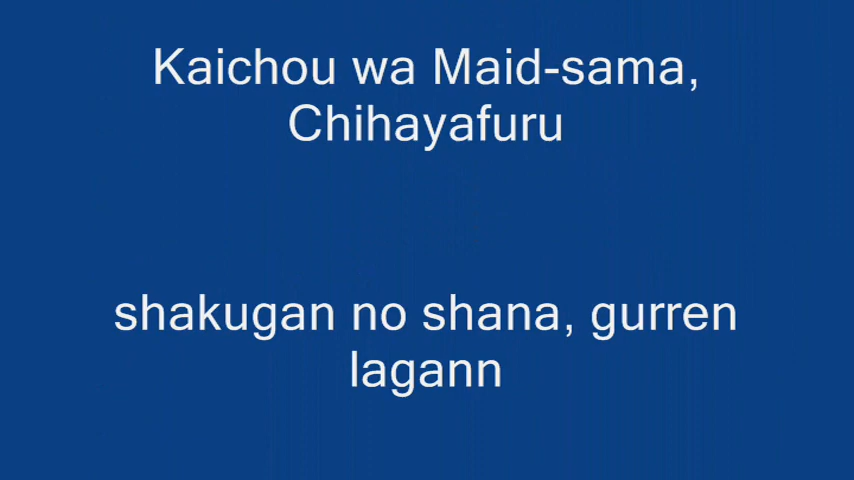 Kaichou wa Maid-sama,
Chihayafuru
shakugan no shana, gurren
lagann